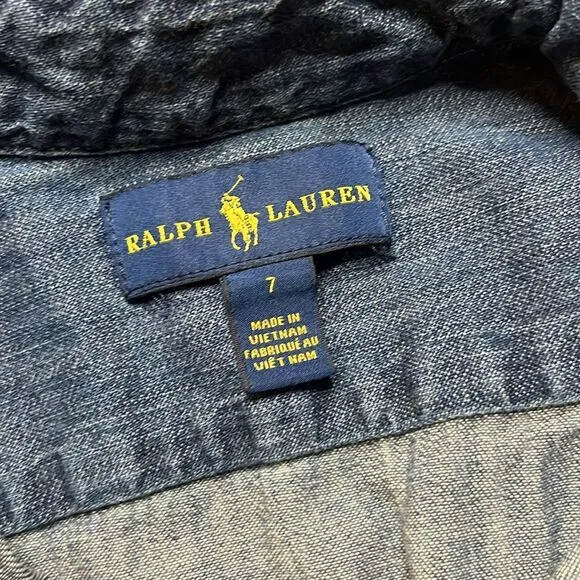 RALPH LAUREN
7
MADE IN
VIETNAM
FABRIQUÉ AU
VIÊT NAM